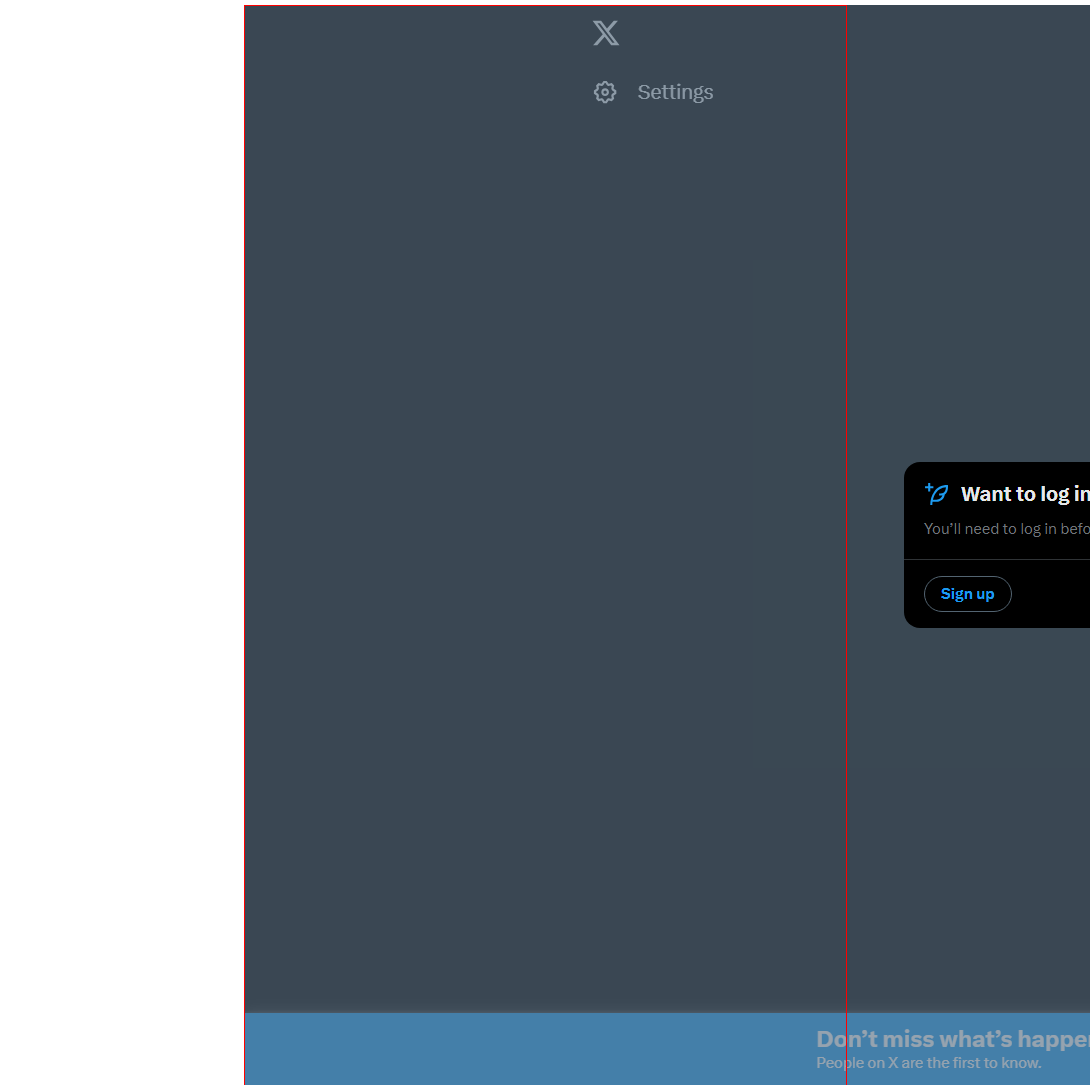 Settings
Want to log in
You’ll need to log in befo
Sign up
Don’t miss what’s happe
People on X are the first to know.